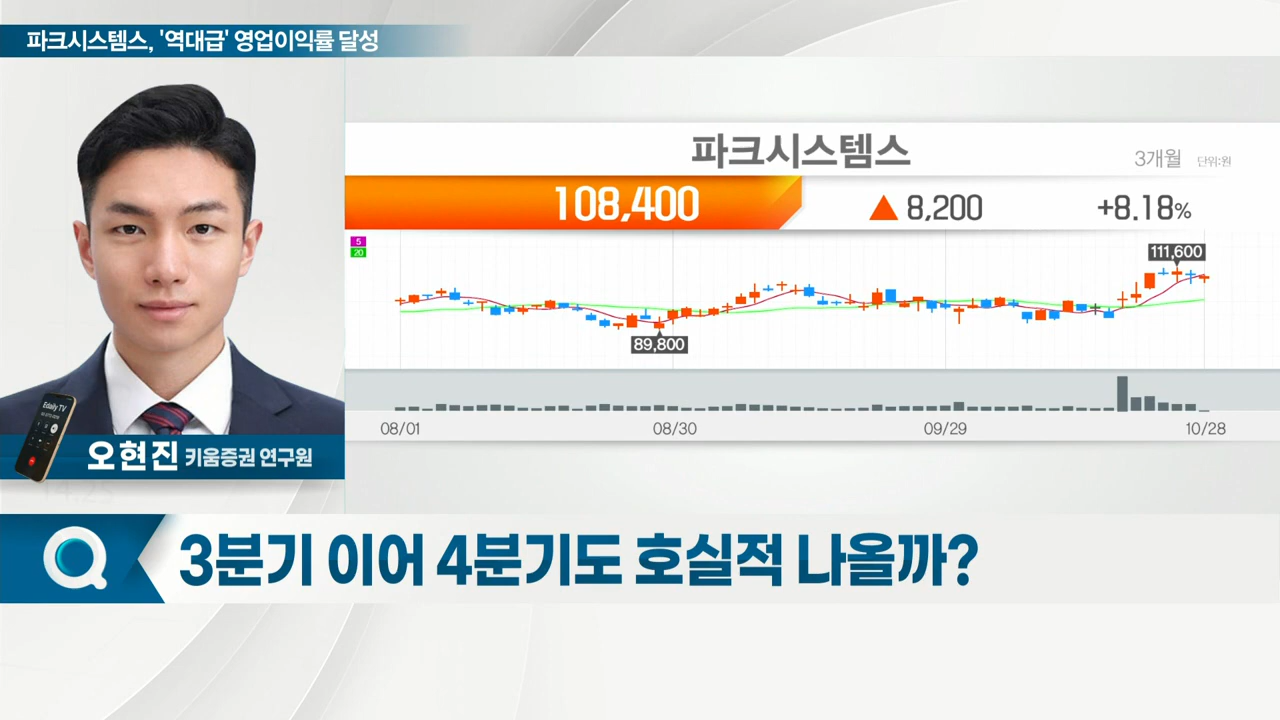 파크시스템스, '역대급' 영업이익률 달성
파크시스템스
3개월 단위:원
108,400 ▲ 8,200 +8.18%
5
20
111,600
89,800
08/01 08/30 09/29 10/28
Edaily TV
오현진 키움증권 연구원
Q 3분기 이어 4분기도 호실적 나올까?